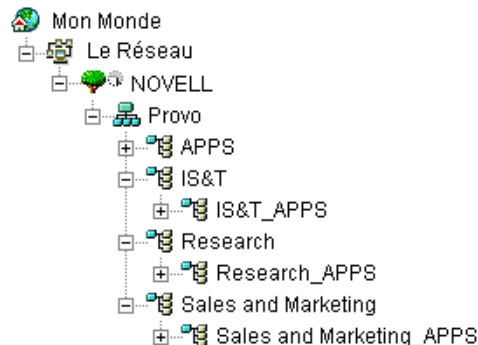 Mon Monde
Le Réseau
NOVELL
Provo
APPS
IS&T
IS&T_APPS
Research
Research_APPS
Sales and Marketing
Sales and Marketing_APPS